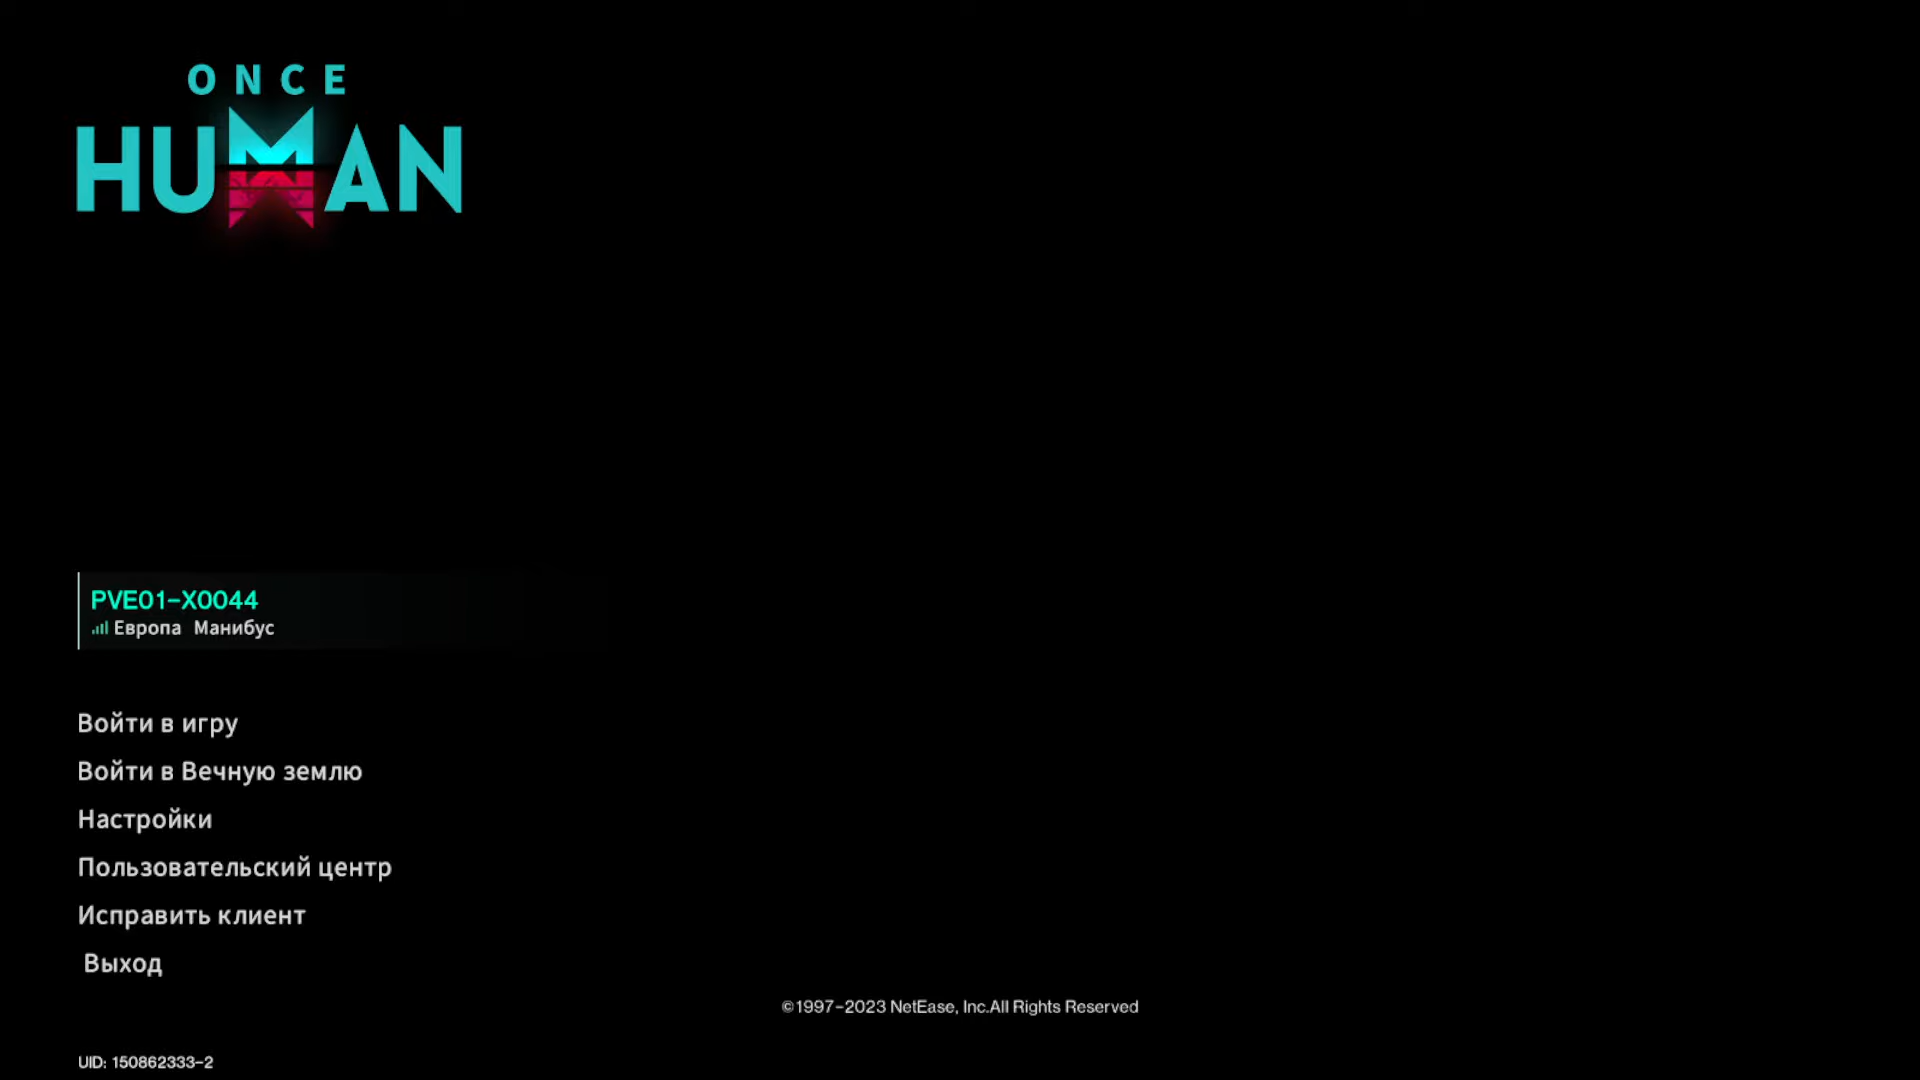 ONCE
HUMAN
PVE01-X0044
Европа Манибус
Войти в игру
Войти в Вечную землю
Настройки
Пользовательский центр
Исправить клиент
Выход
©1997-2023 NetEase, Inc.All Rights Reserved
UID: 150862333-2